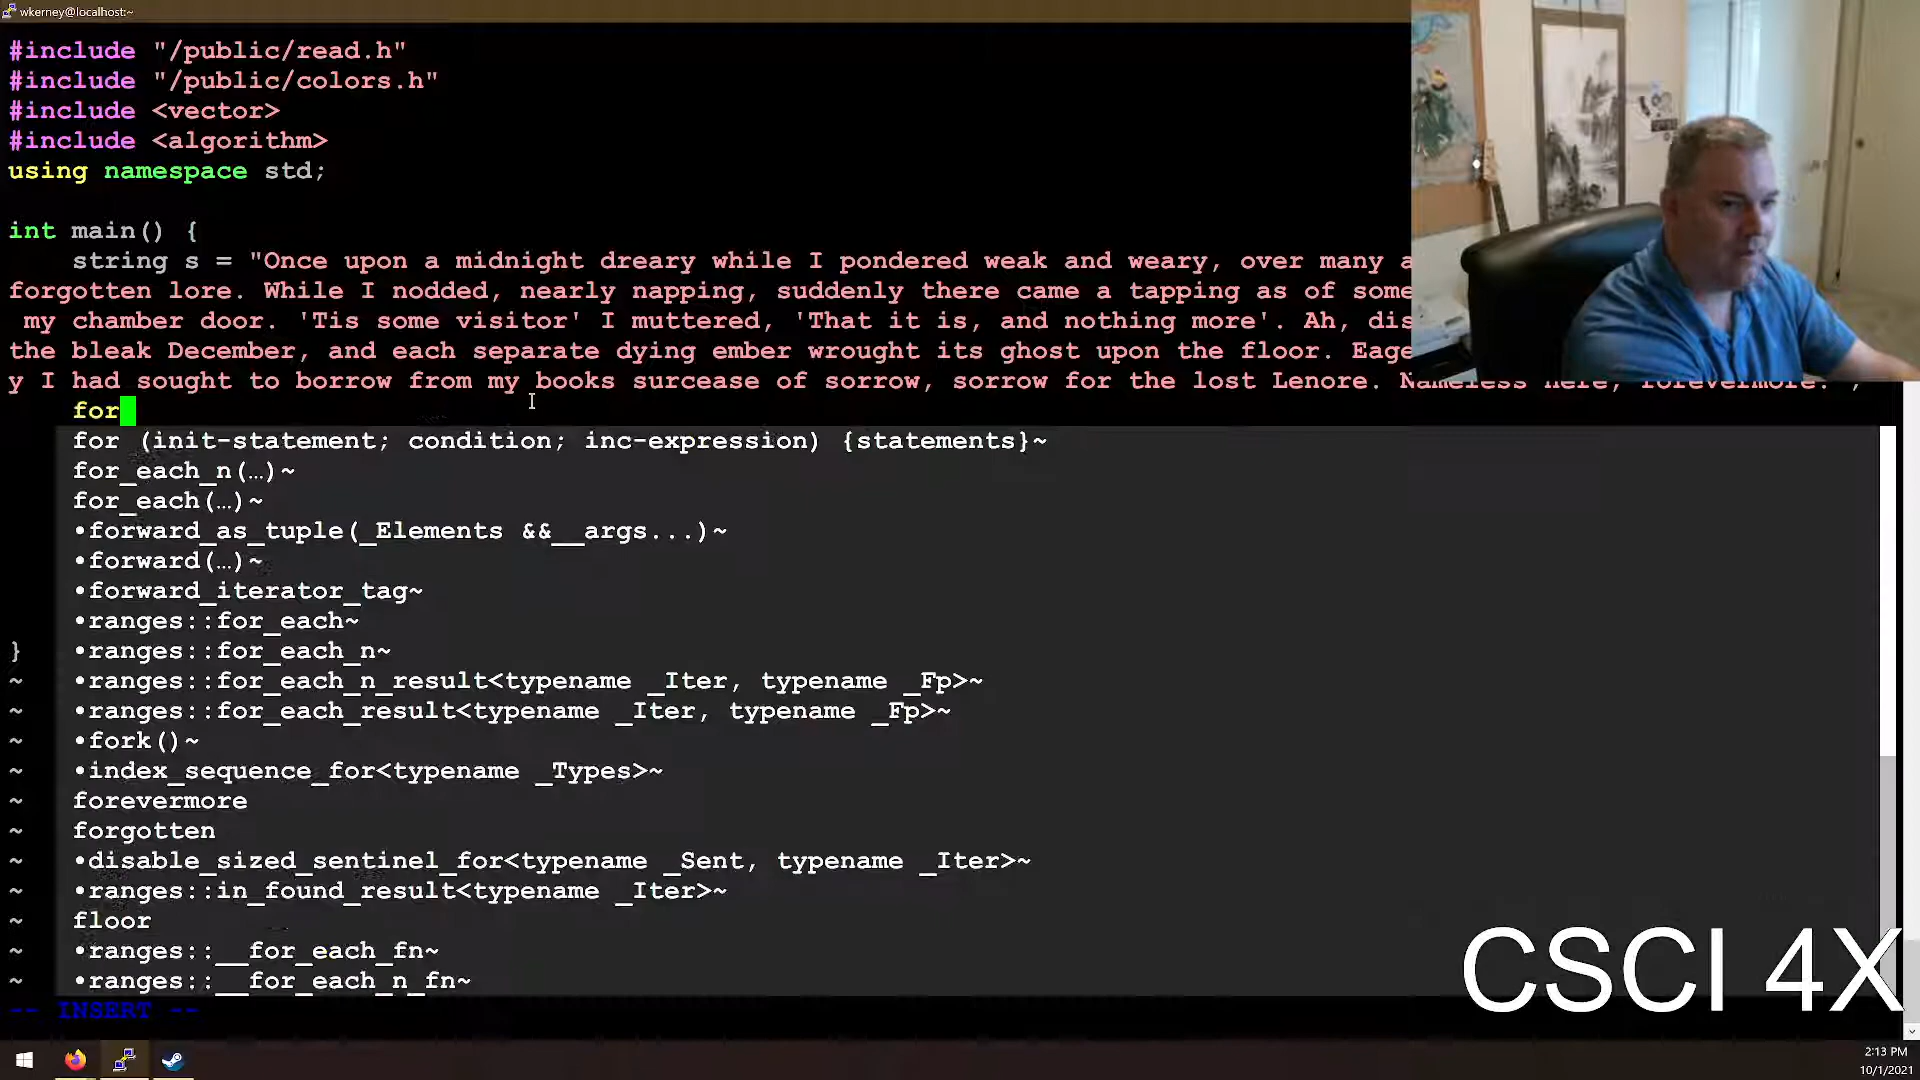 wkerney@localhost:~
#include "/public/read.h"
#include "/public/colors.h"
#include <vector>
#include <algorithm>
using namespace std;
int main() {
string s = "Once upon a midnight dreary while I pondered weak and weary, over many a
forgotten lore. While I nodded, nearly napping, suddenly there came a tapping as of some
my chamber door. 'Tis some visitor' I muttered, 'That it is, and nothing more'. Ah, dis
the bleak December, and each separate dying ember wrought its ghost upon the floor. Eage
y I had sought to borrow from my books surcease of sorrow, sorrow for the lost Lenore. Nameless here, forevermore.
for
for (init-statement; condition; inc-expression) {statements}~
for_each_n(…)~
for_each(…)~
•forward_as_tuple(_Elements &&__args...)~
•forward(…)~
•forward_iterator_tag~
•ranges::for_each~
} •ranges::for_each_n~
~ •ranges::for_each_n_result<typename _Iter, typename _Fp>~
~ •ranges::for_each_result<typename _Iter, typename _Fp>~
~ •fork()~
~ •index_sequence_for<typename _Types>~
~ forevermore
~ forgotten
~ •disable_sized_sentinel_for<typename _Sent, typename _Iter>~
~ •ranges::in_found_result<typename _Iter>~
~ floor
~ •ranges::__for_each_fn~
~ •ranges::__for_each_n_fn~
-- INSERT --
CSCI 4X
2:13 PM
10/1/2021